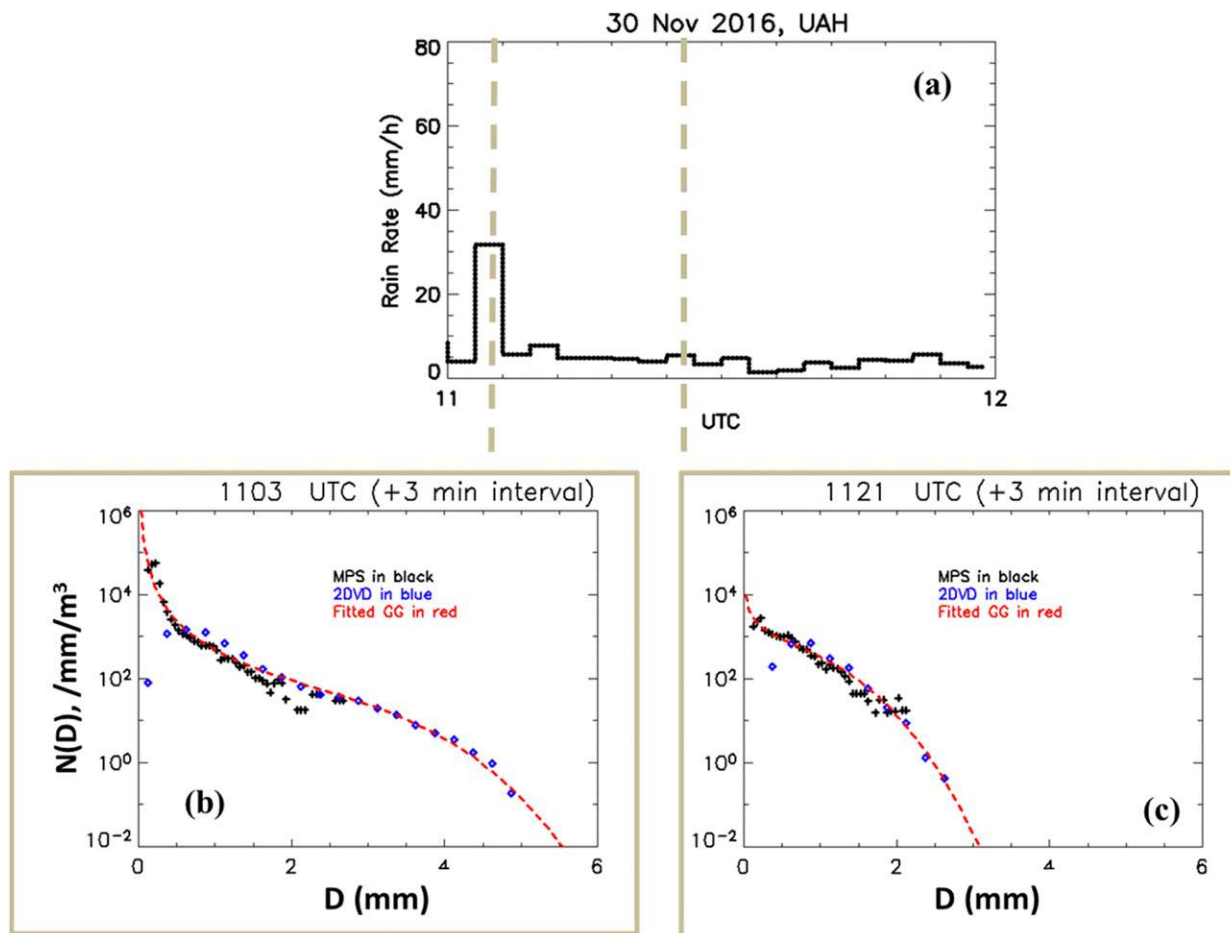 30 Nov 2016, UAH
80
(a)
60
Rain Rate (mm/h)
40
20
0
11
12
UTC
1103 UTC (+3 min interval)
10^6
MPS in black
2DVD in blue
Fitted GG in red
10^4
N(D), /mm/m^3
10^2
10^0
(b)
10^-2
0 2 4 6
D (mm)
1121 UTC (+3 min interval)
10^6
MPS in black
2DVD in blue
Fitted GG in red
10^4
10^2
10^0
(c)
10^-2
0 2 4 6
D (mm)